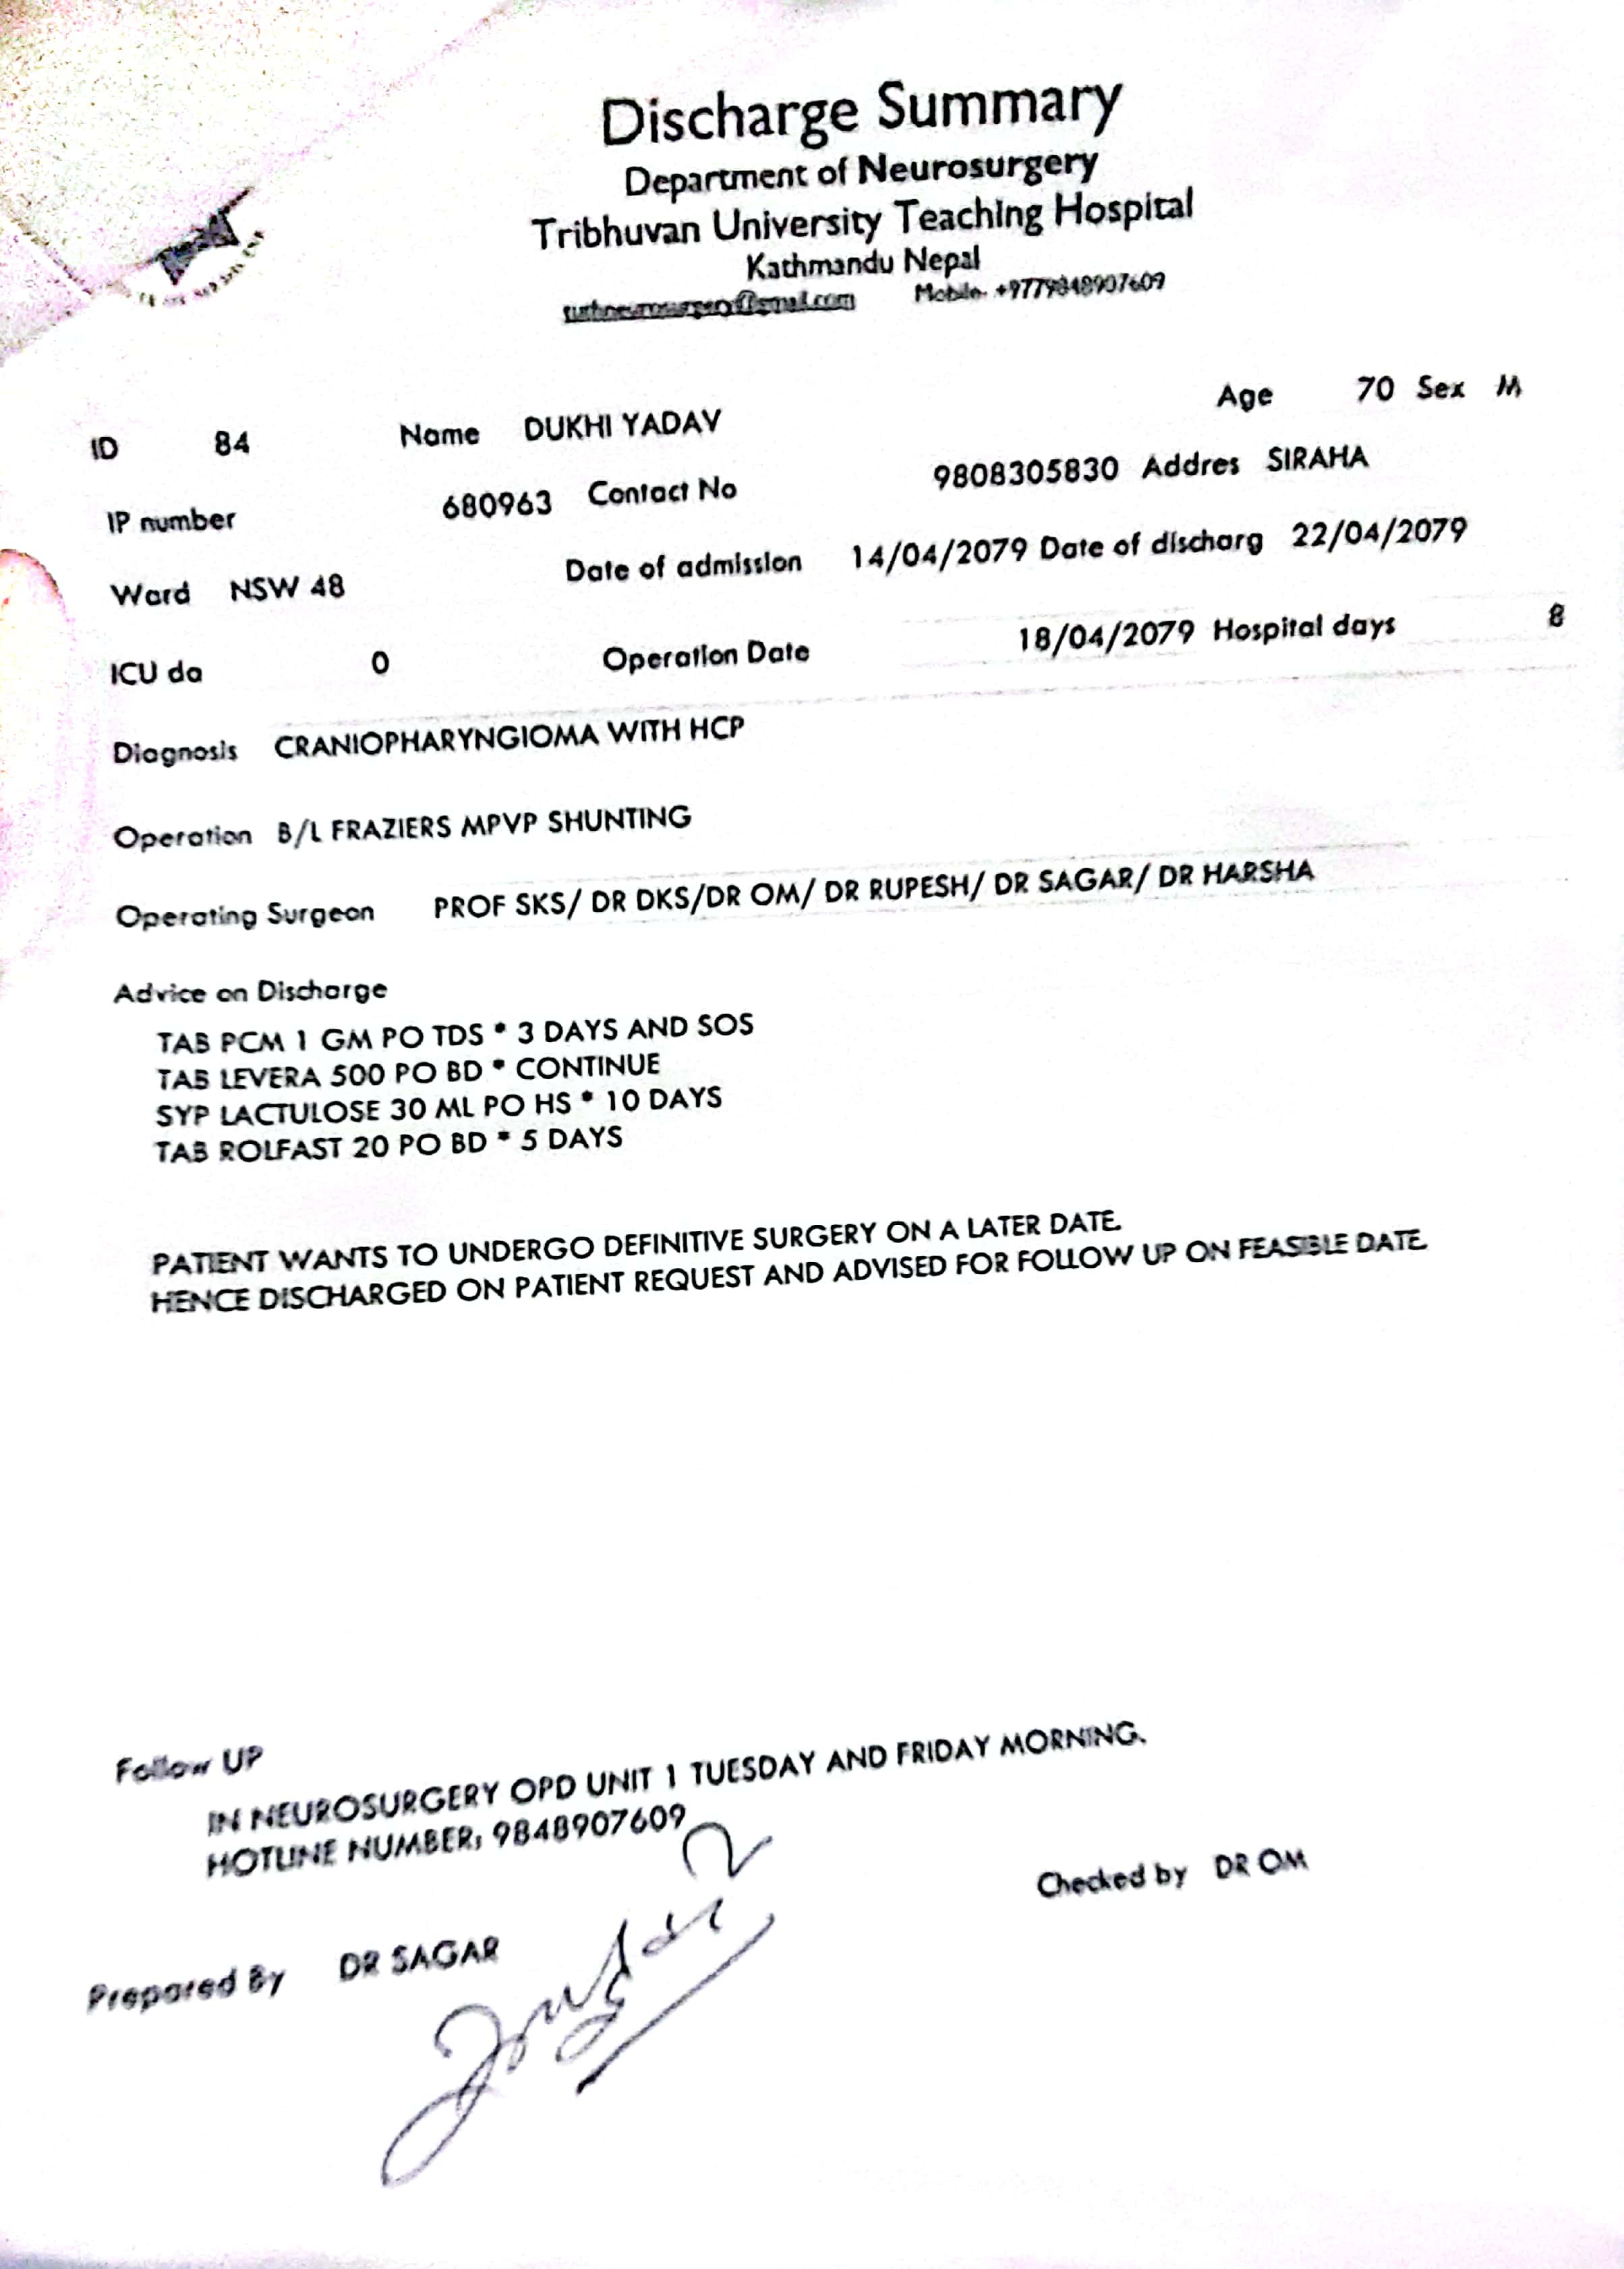 Discharge Summary
Department of Neurosurgery
Tribhuvan University Teaching Hospital
Kathmandu Nepal
Mobile- +9779848907609
ID 84 Name DUKHI YADAV Age 70 Sex M
IP number 680963 Contact No 9808305830 Addres SIRAHA
Ward NSW 48 Date of admission 14/04/2079 Date of discharg 22/04/2079
ICU da 0 Operation Date 18/04/2079 Hospital days 8
Diagnosis CRANIOPHARYNGIOMA WITH HCP
Operation B/L FRAZIERS MPVP SHUNTING
Operating Surgeon PROF SKS/ DR DKS/DR OM/ DR RUPESH/ DR SAGAR/ DR HARSHA
Advice on Discharge
TAB PCM 1 GM PO TDS * 3 DAYS AND SOS
TAB LEVERA 500 PO BD * CONTINUE
SYP LACTULOSE 30 ML PO HS * 10 DAYS
TAB ROLFAST 20 PO BD * 5 DAYS
PATIENT WANTS TO UNDERGO DEFINITIVE SURGERY ON A LATER DATE.
HENCE DISCHARGED ON PATIENT REQUEST AND ADVISED FOR FOLLOW UP ON FEASIBLE DATE.
Follow UP
IN NEUROSURGERY OPD UNIT 1 TUESDAY AND FRIDAY MORNING.
HOTLINE NUMBER: 9848907609
Checked by DR OM
Prepared By DR SAGAR